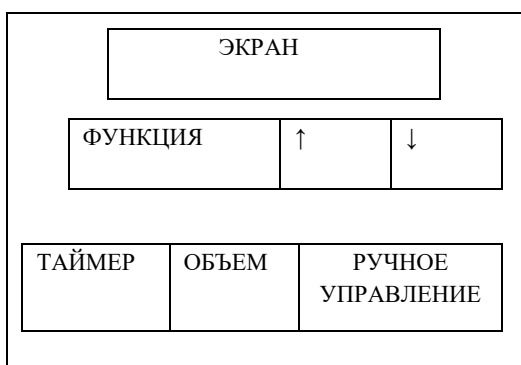 ЭКРАН
ФУНКЦИЯ ↑ ↓
ТАЙМЕР ОБЪЕМ РУЧНОЕ
УПРАВЛЕНИЕ